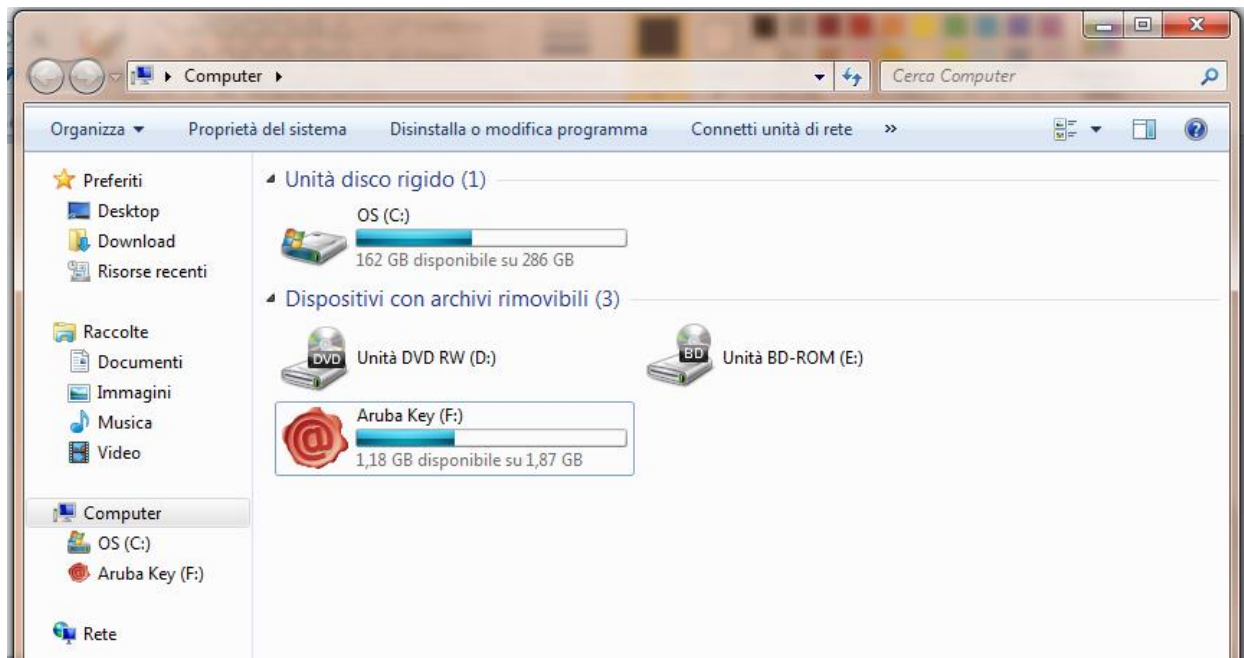 Computer
Cerca Computer
Organizza
Proprietà del sistema
Disinstalla o modifica programma
Connetti unità di rete
»
Preferiti
Desktop
Download
Risorse recenti
Raccolte
Documenti
Immagini
Musica
Video
Computer
OS (C:)
Aruba Key (F:)
Rete
Unità disco rigido (1)
OS (C:)
162 GB disponibile su 286 GB
Dispositivi con archivi rimovibili (3)
DVD
Unità DVD RW (D:)
BD
Unità BD-ROM (E:)
@
Aruba Key (F:)
1,18 GB disponibile su 1,87 GB